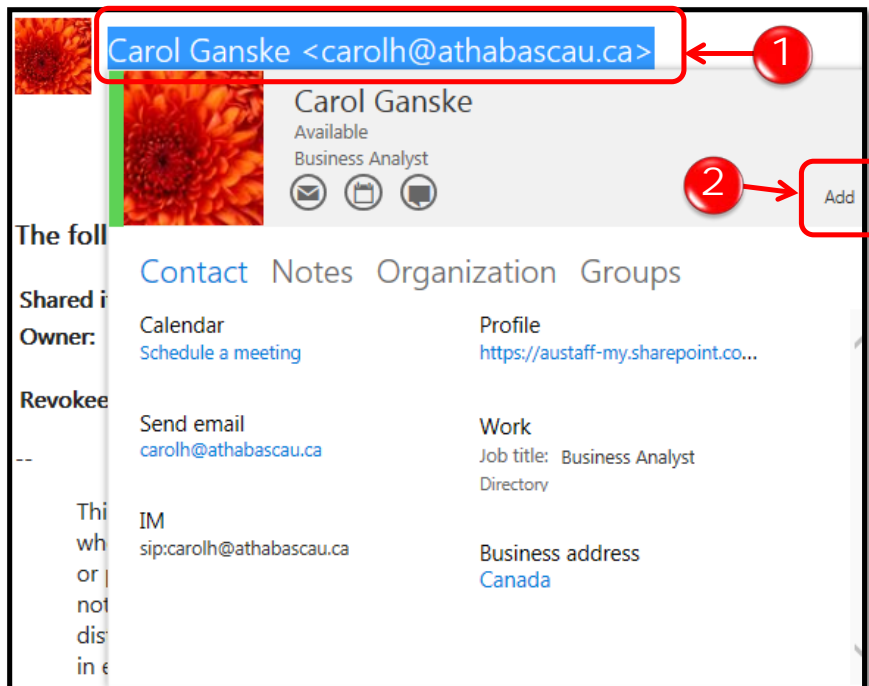 Carol Ganske <carolh@athabascau.ca>
1
Carol Ganske
Available
Business Analyst
2
Add
The foll
Contact Notes Organization Groups
Shared i
Calendar
Profile
Owner:
Schedule a meeting
https://austaff-my.sharepoint.co...
Revokee
Send email
Work
carolh@athabascau.ca
Job title: Business Analyst
--
Directory
Thi
IM
wh
sip:carolh@athabascau.ca
Business address
or
Canada
not
dis
in e